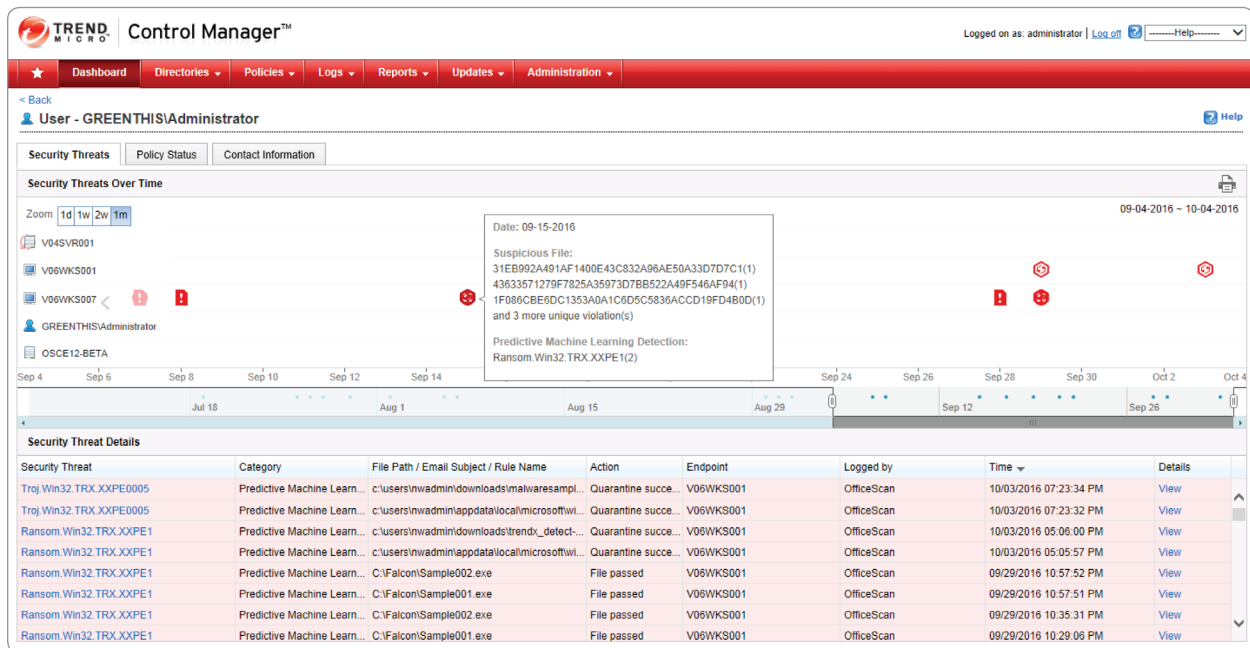 TREND MICRO Control Manager™
Logged on as: administrator | Log off ? --------Help--------
Dashboard Directories Policies Logs Reports Updates Administration
< Back
User - GREENTHIS\Administrator ? Help
Security Threats Policy Status Contact Information
Security Threats Over Time
Zoom 1d 1w 2w 1m 09-04-2016 ~ 10-04-2016
V04SVR001
V06WKS001
V06WKS007
GREENTHIS\Administrator
OSCE12-BETA
Date: 09-15-2016
Suspicious File:
31EB992A491AF1400E43C832A96AE50A33D7D7C1(1)
43633571279F7825A35973D7BB522A49F546AF94(1)
1F086CBE6DC1353A0A1C6D5C5836ACCD19FD4B0D(1)
and 3 more unique violation(s)
Predictive Machine Learning Detection:
Ransom.Win32.TRX.XXPE1(2)
Sep 4 Sep 6 Sep 8 Sep 10 Sep 12 Sep 14 Sep 24 Sep 26 Sep 28 Sep 30 Oct 2 Oct 4
Jul 18 Aug 1 Aug 15 Aug 29 Sep 12 Sep 26
Security Threat Details
Security Threat Category File Path / Email Subject / Rule Name Action Endpoint Logged by Time Details
Troj.Win32.TRX.XXPE0005 Predictive Machine Learn... c:\users\nwadmin\downloads\malwaresampl... Quarantine succe... V06WKS001 OfficeScan 10/03/2016 07:23:34 PM View
Troj.Win32.TRX.XXPE0005 Predictive Machine Learn... c:\users\nwadmin\appdata\local\microsoft\wi... Quarantine succe... V06WKS001 OfficeScan 10/03/2016 07:23:32 PM View
Ransom.Win32.TRX.XXPE1 Predictive Machine Learn... c:\users\nwadmin\downloads\trendx_detect-... Quarantine succe... V06WKS001 OfficeScan 10/03/2016 05:06:00 PM View
Ransom.Win32.TRX.XXPE1 Predictive Machine Learn... c:\users\nwadmin\appdata\local\microsoft\wi... Quarantine succe... V06WKS001 OfficeScan 10/03/2016 05:05:57 PM View
Ransom.Win32.TRX.XXPE1 Predictive Machine Learn... C:\Falcon\Sample002.exe File passed V06WKS001 OfficeScan 09/29/2016 10:57:52 PM View
Ransom.Win32.TRX.XXPE1 Predictive Machine Learn... C:\Falcon\Sample001.exe File passed V06WKS001 OfficeScan 09/29/2016 10:57:51 PM View
Ransom.Win32.TRX.XXPE1 Predictive Machine Learn... C:\Falcon\Sample002.exe File passed V06WKS001 OfficeScan 09/29/2016 10:35:31 PM View
Ransom.Win32.TRX.XXPE1 Predictive Machine Learn... C:\Falcon\Sample001.exe File passed V06WKS001 OfficeScan 09/29/2016 10:29:06 PM View